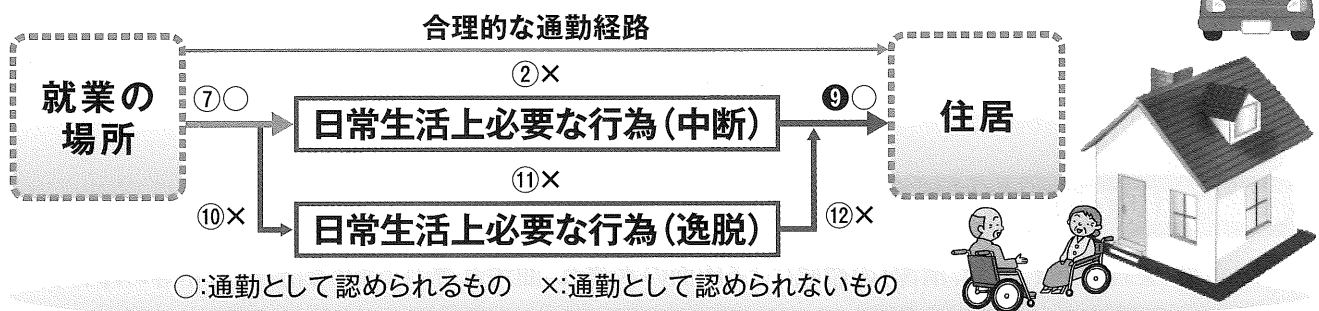 合理的な通勤経路
就業の
場所
⑦○
②×
日常生活上必要な行為(中断)
❾○
住居
⑪×
⑩×
日常生活上必要な行為(逸脱)
⑫×
○:通勤として認められるもの ×:通勤として認められないもの